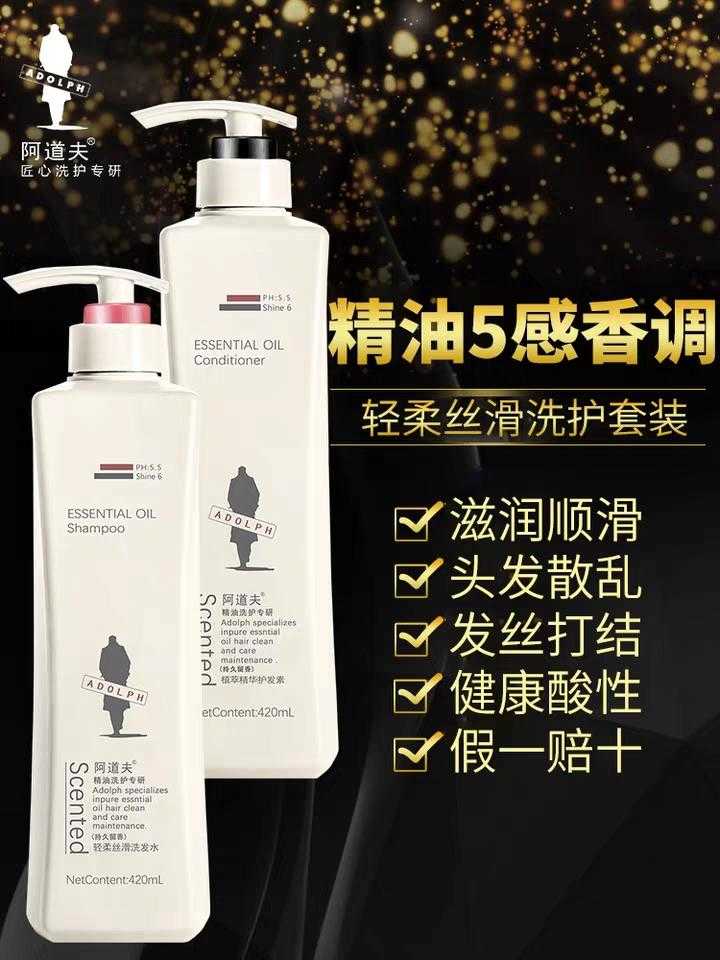 ADOLPH
阿道夫®
匠心洗护专研
精油5感香调
轻柔丝滑洗护套装
滋润顺滑
头发散乱
发丝打结
健康酸性
假一赔十
PH:5.5
Shine 6
ESSENTIAL OIL
Conditioner
ADOLPH
Scented
阿道夫®
精油洗护专研
Adolph specializes
inpure essntial
oil hair clean
and care
maintenance.
(持久留香)
植萃精华护发素
etContent:420mL
PH:5.5
Shine 6
ESSENTIAL OIL
Shampoo
ADOLPH
Scented
阿道夫®
精油洗护专研
Adolph specializes
inpure essntial
oil hair clean
and care
maintenance.
(持久留香)
轻柔丝滑洗发水
NetContent:420mL